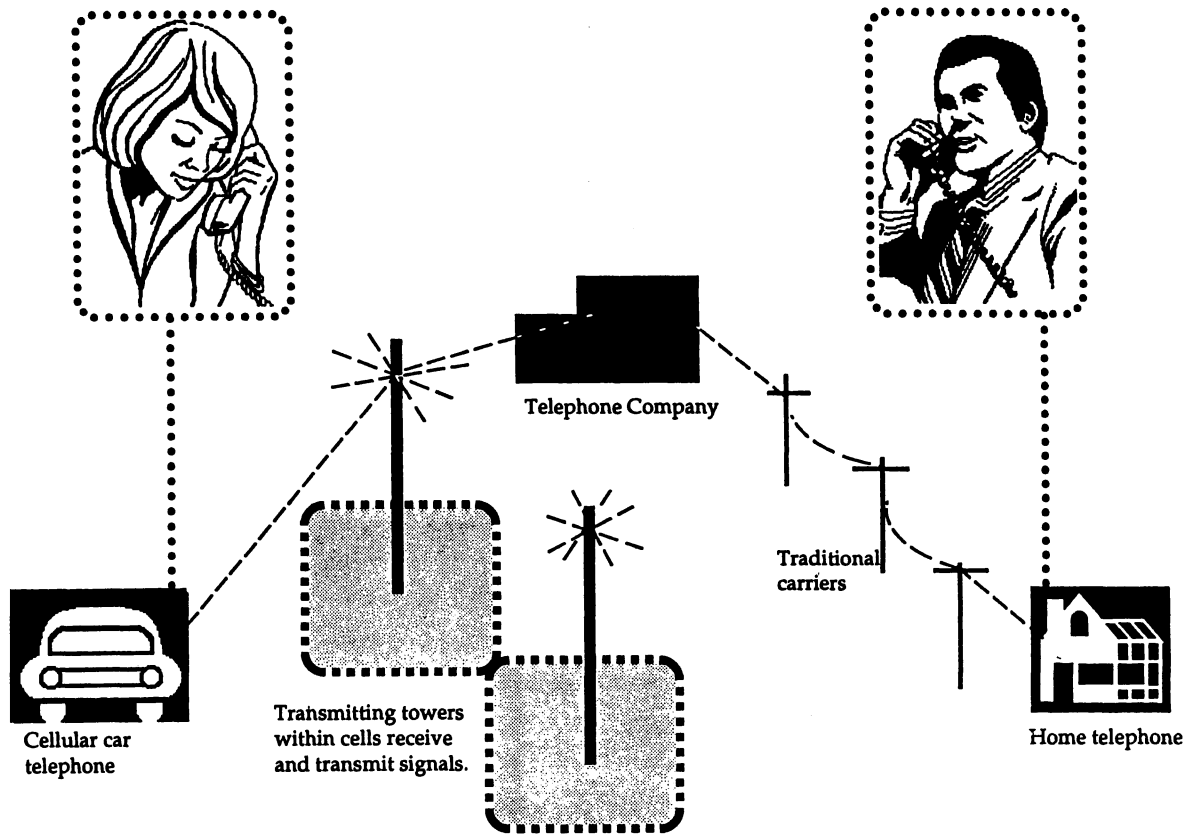 Telephone Company
Traditional
carriers
Transmitting towers
within cells receive
and transmit signals.
Cellular car
telephone
Home telephone